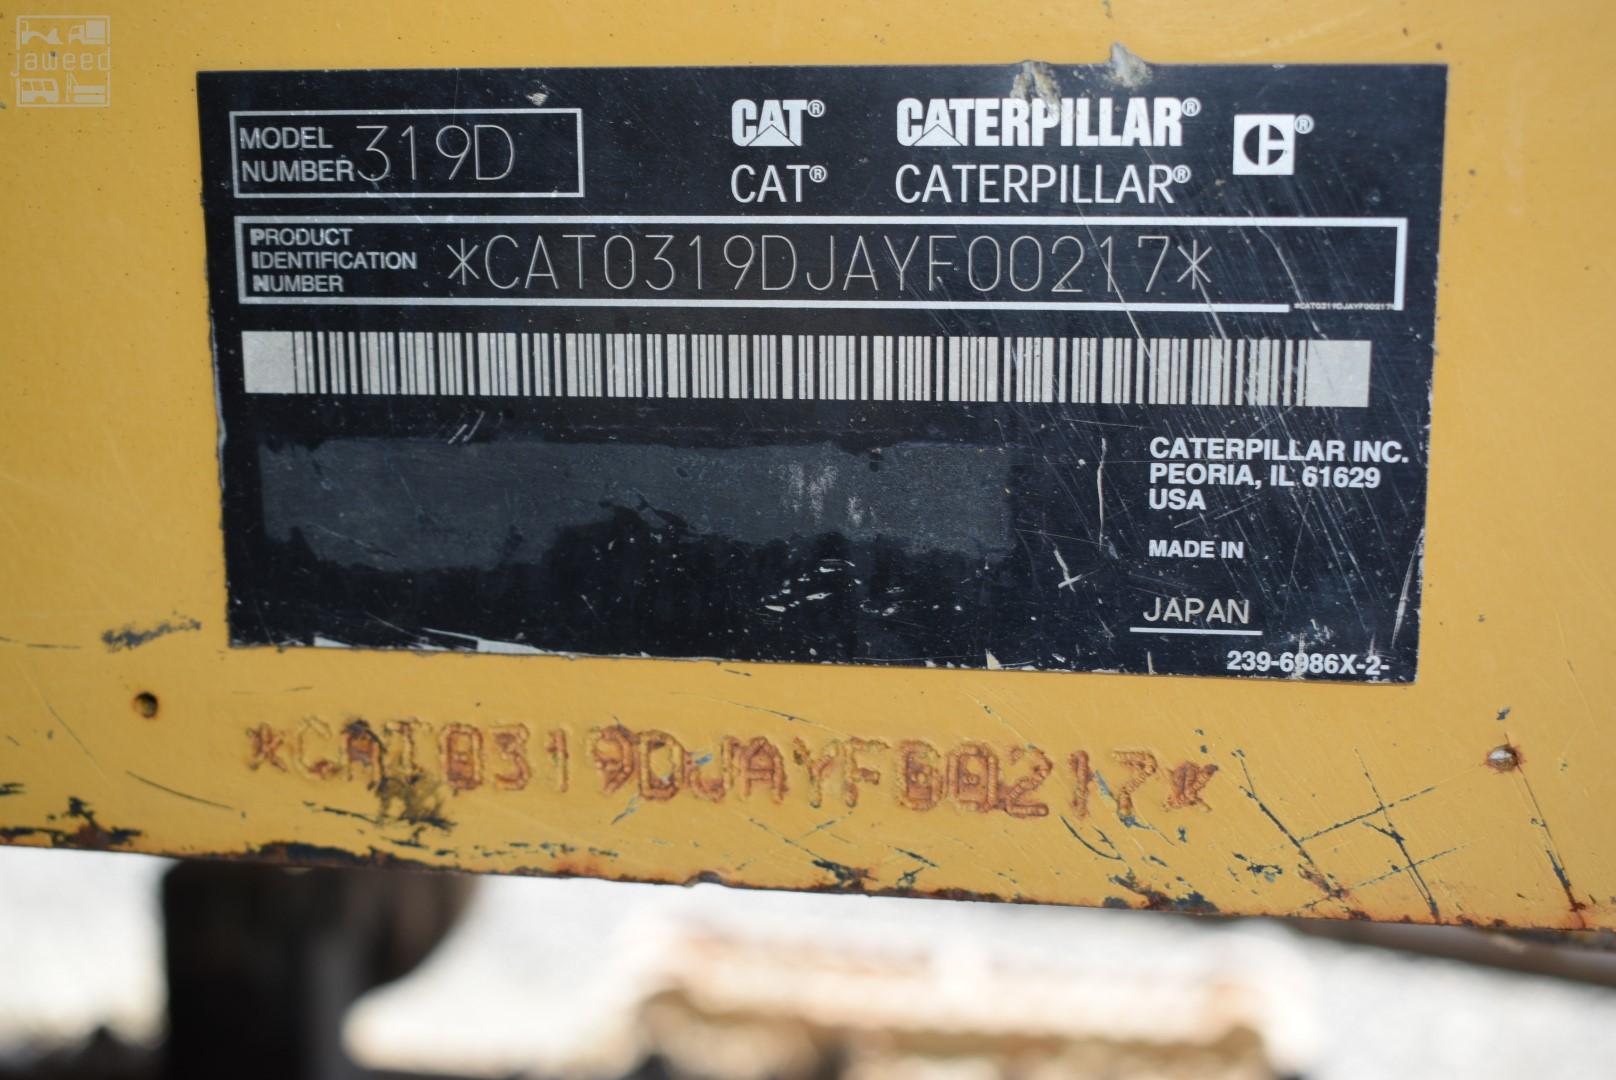 jaweed
MODEL
NUMBER 319D
CAT® CATERPILLAR®
CAT® CATERPILLAR®
PRODUCT
IDENTIFICATION
NUMBER
*CAT0319DJAYF00217*
*CAT0319DJAYF00217*
CATERPILLAR INC.
PEORIA, IL 61629
USA
MADE IN
JAPAN
239-6986X-2-
*CAT0319DJAYF00217*